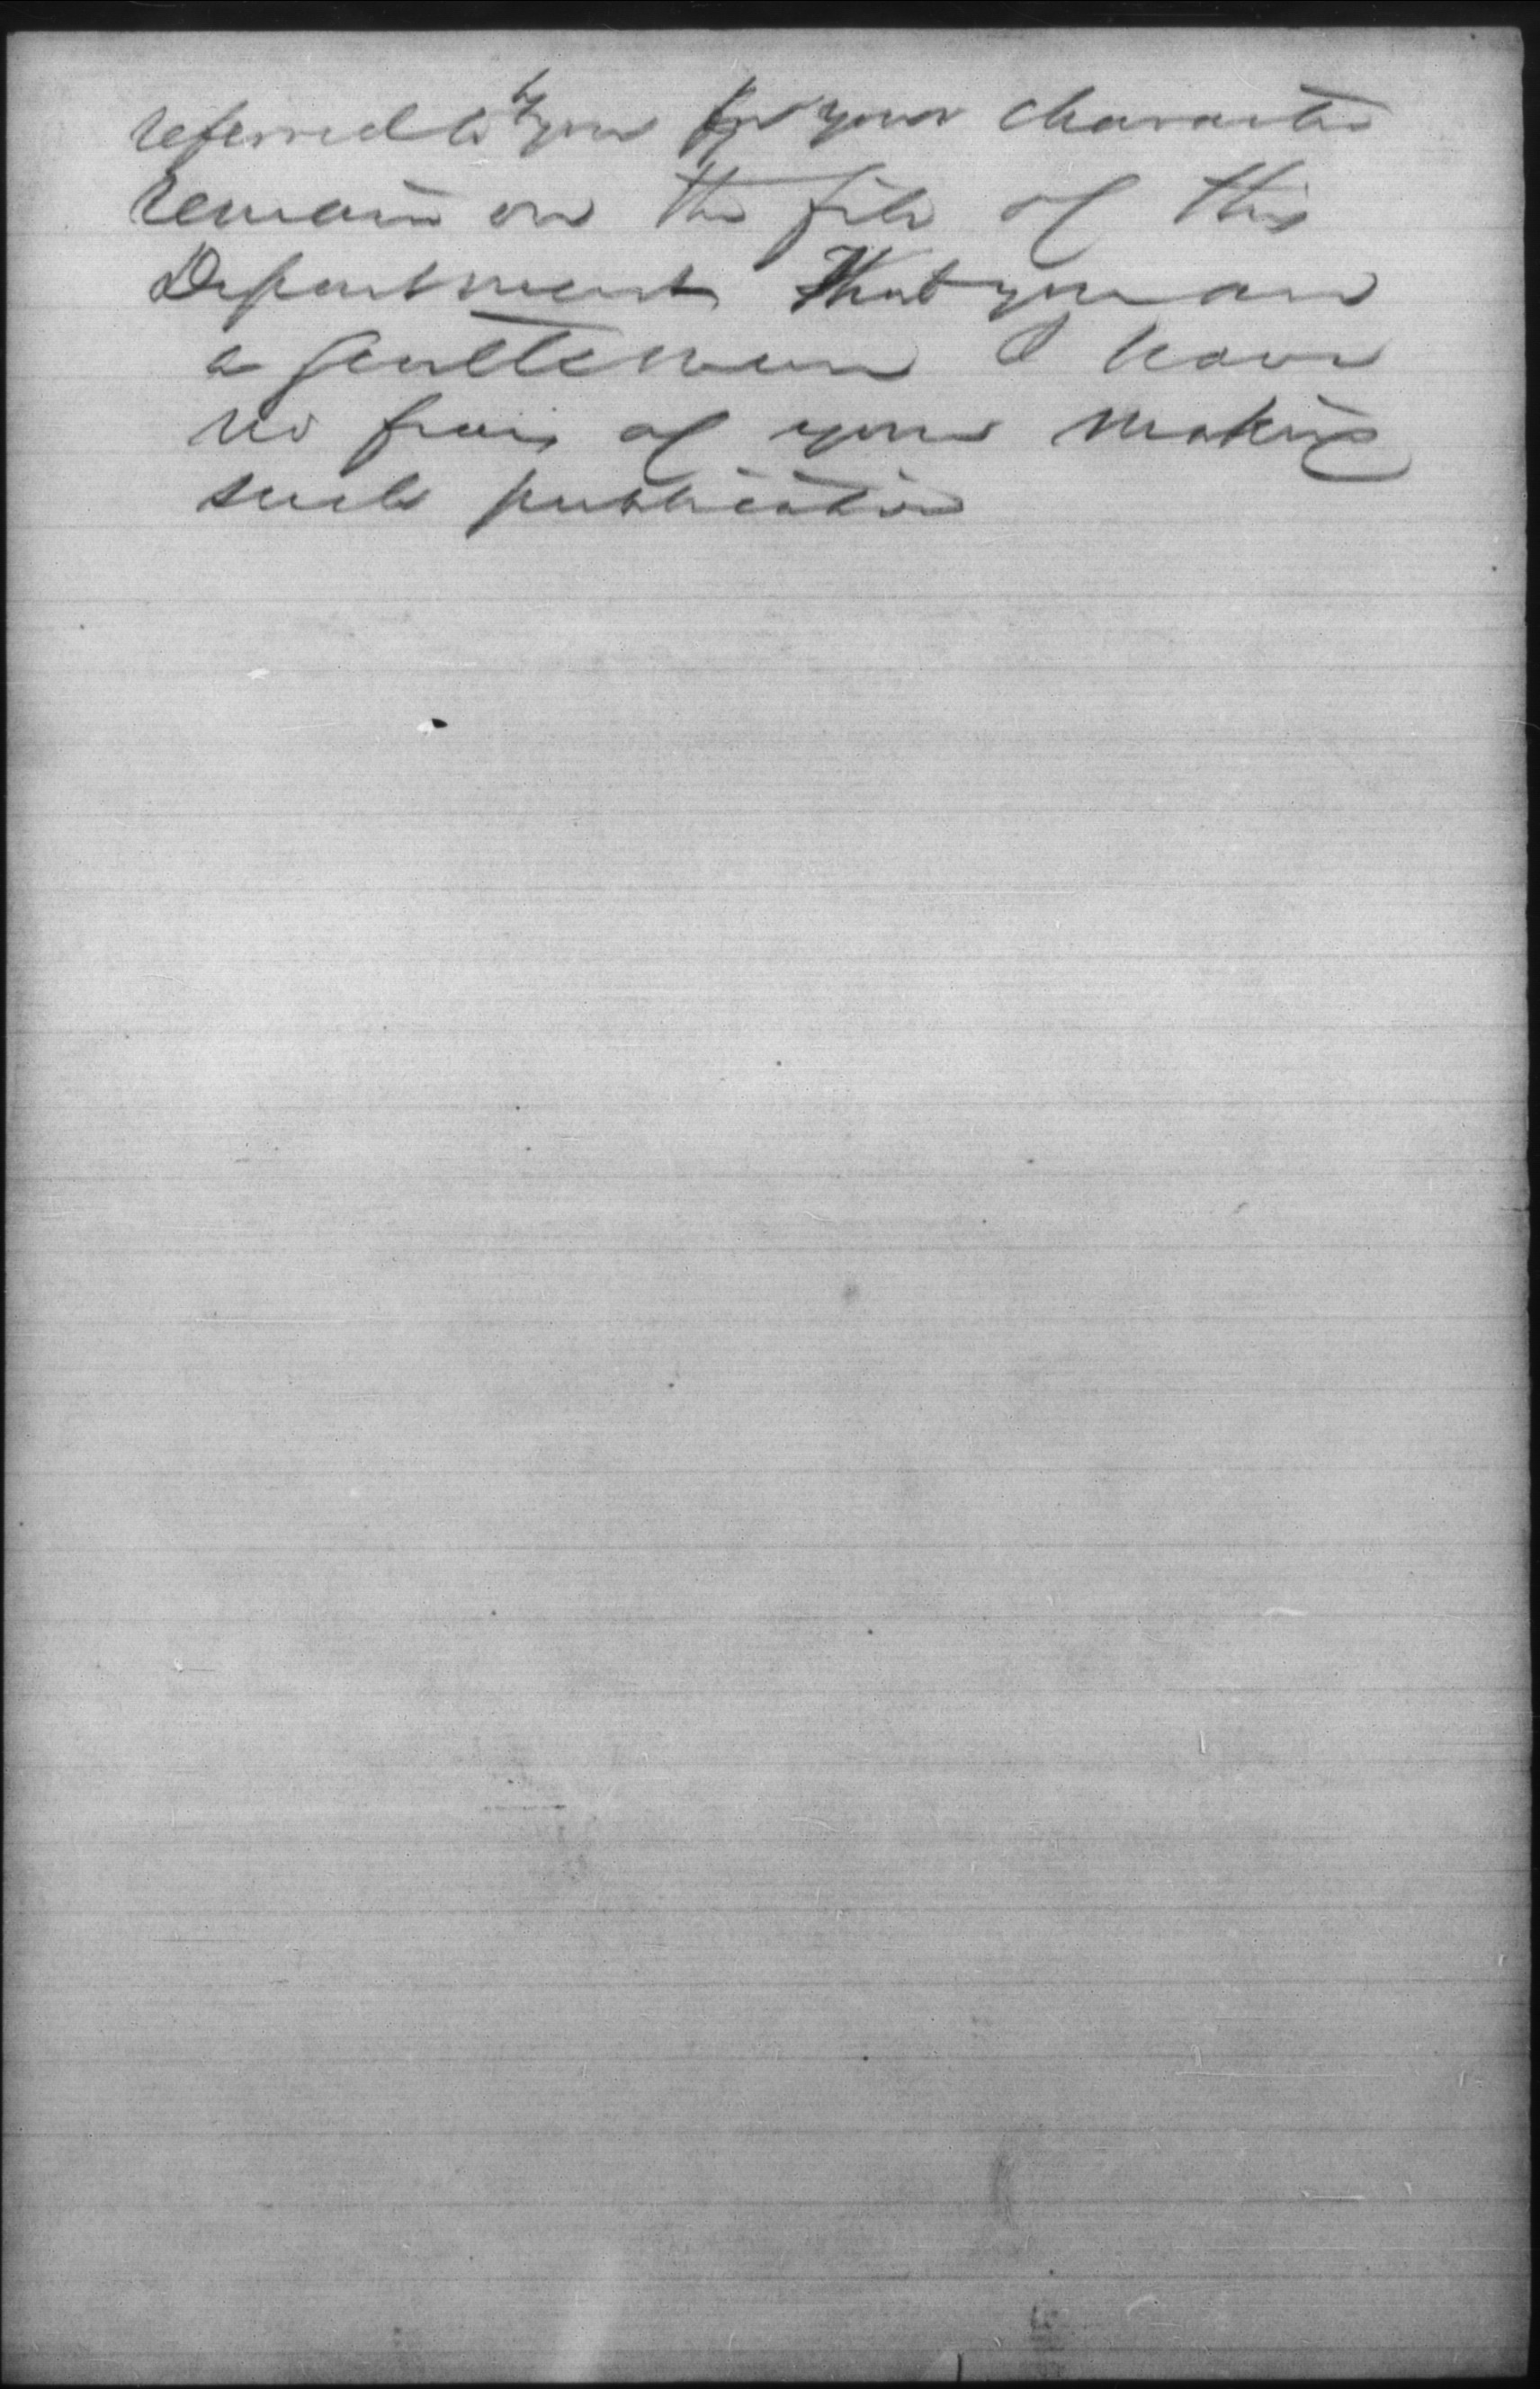 referred to by you for your character
remain on the file of this
Department That you are
a gentleman I have
no fears of your making
such publication